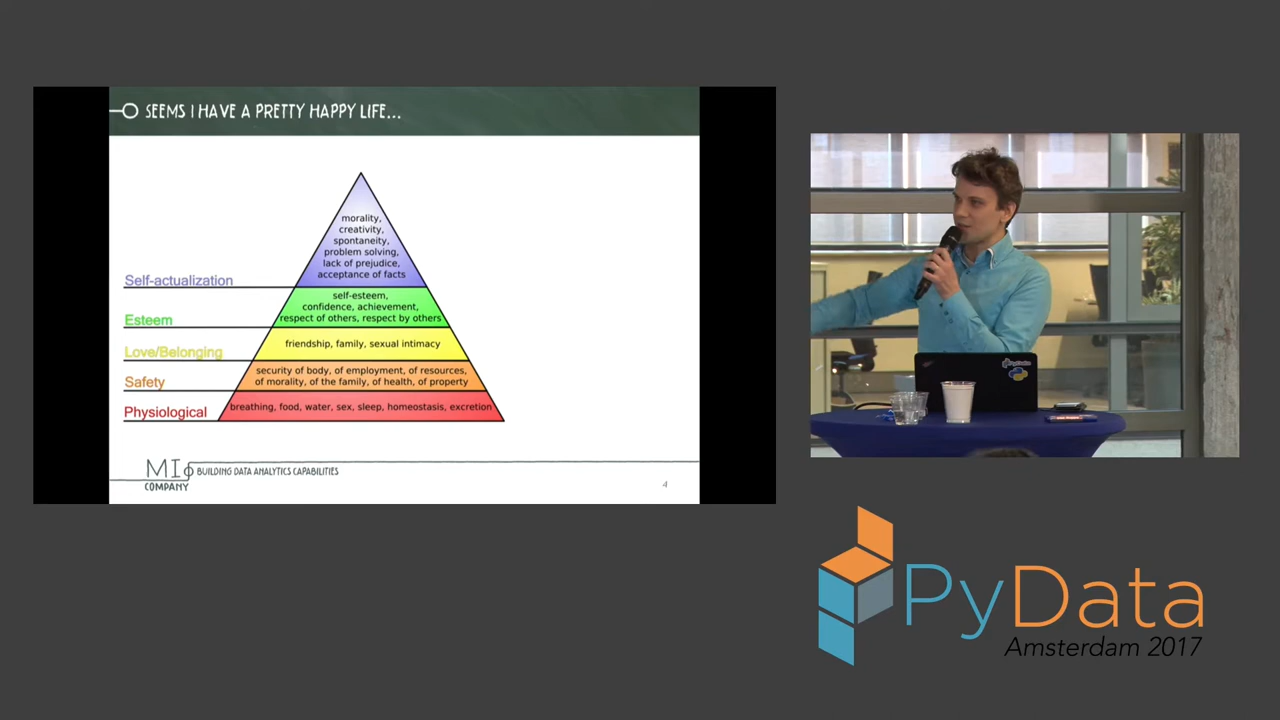 SEEMS I HAVE A PRETTY HAPPY LIFE...
morality,
creativity,
spontaneity,
problem solving,
lack of prejudice,
acceptance of facts
Self-actualization
self-esteem,
confidence, achievement,
respect of others, respect by others
Esteem
friendship, family, sexual intimacy
Love/Belonging
security of body, of employment, of resources,
of morality, of the family, of health, of property
Safety
breathing, food, water, sex, sleep, homeostasis, excretion
Physiological
MI
COMPANY
BUILDING DATA ANALYTICS CAPABILITIES
4
PyData
Amsterdam 2017